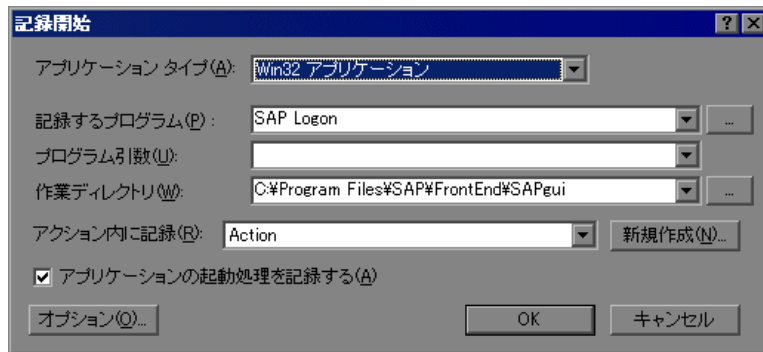 記録開始
アプリケーション タイプ(A): Win32 アプリケーション
記録するプログラム(P) : SAP Logon ...
プログラム引数(U):
作業ディレクトリ(W): C:¥Program Files¥SAP¥FrontEnd¥SAPgui ...
アクション内に記録(R): Action 新規作成(N)...
アプリケーションの起動処理を記録する(A)
オプション(O)... OK キャンセル